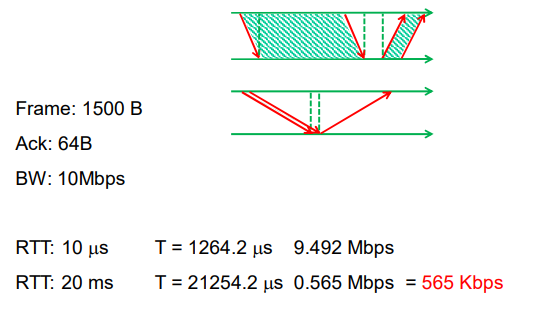 Frame: 1500 B
Ack: 64B
BW: 10Mbps
RTT: 10 μs T = 1264.2 μs 9.492 Mbps
RTT: 20 ms T = 21254.2 μs 0.565 Mbps = 565 Kbps